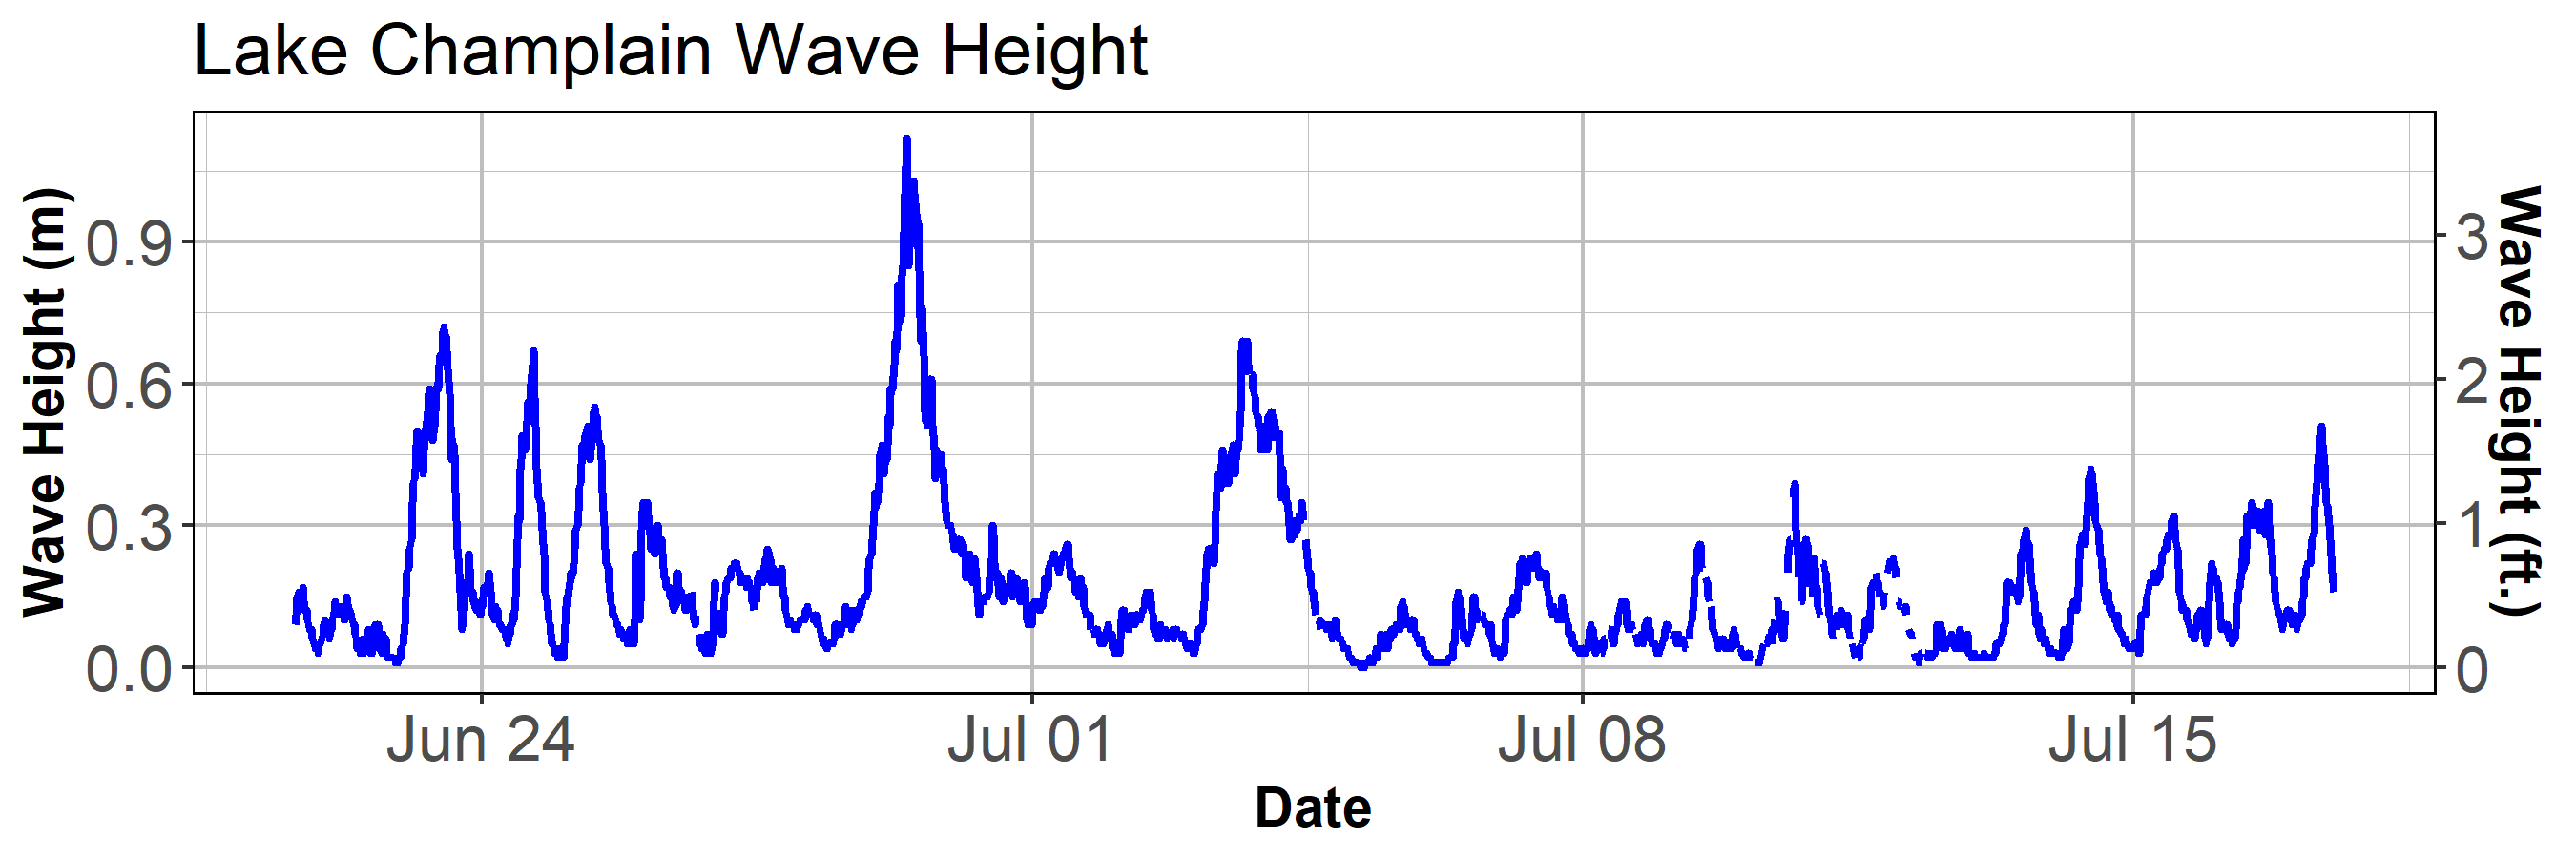 Lake Champlain Wave Height
Wave Height (m)
0.9
0.6
0.3
0.0
3
2
1
0
Wave Height (ft.)
Jun 24
Jul 01
Jul 08
Jul 15
Date